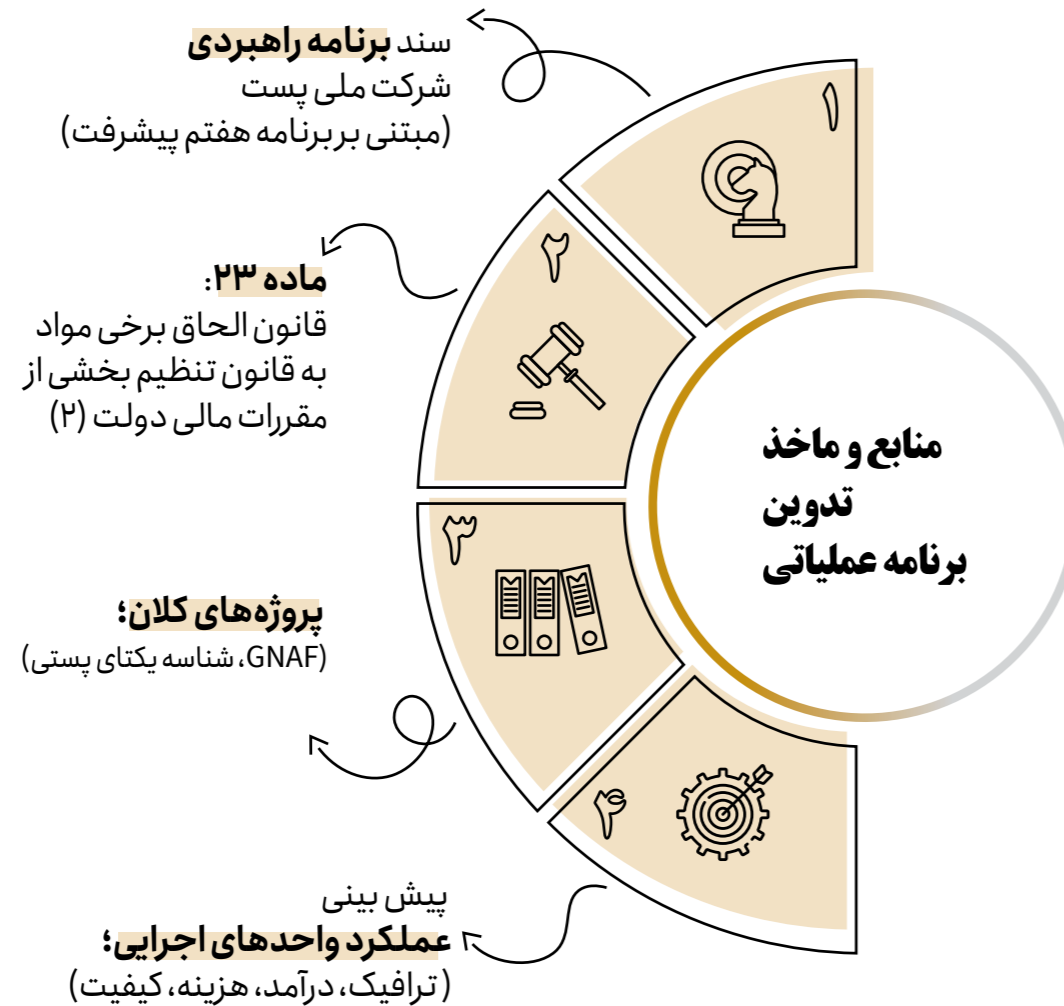 منابع و ماخذ
تدوین
برنامه عملیاتی
۱
سند برنامه راهبردی
شرکت ملی پست
(مبتنی بر برنامه هفتم پیشرفت)
۲
ماده ۲۳:
قانون الحاق برخی مواد
به قانون تنظیم بخشی از
مقررات مالی دولت (۲)
۳
پروژه‌های کلان؛
(GNAF، شناسه یکتای پستی)
۴
پیش بینی
عملکرد واحدهای اجرایی؛
(ترافیک، درآمد، هزینه، کیفیت)